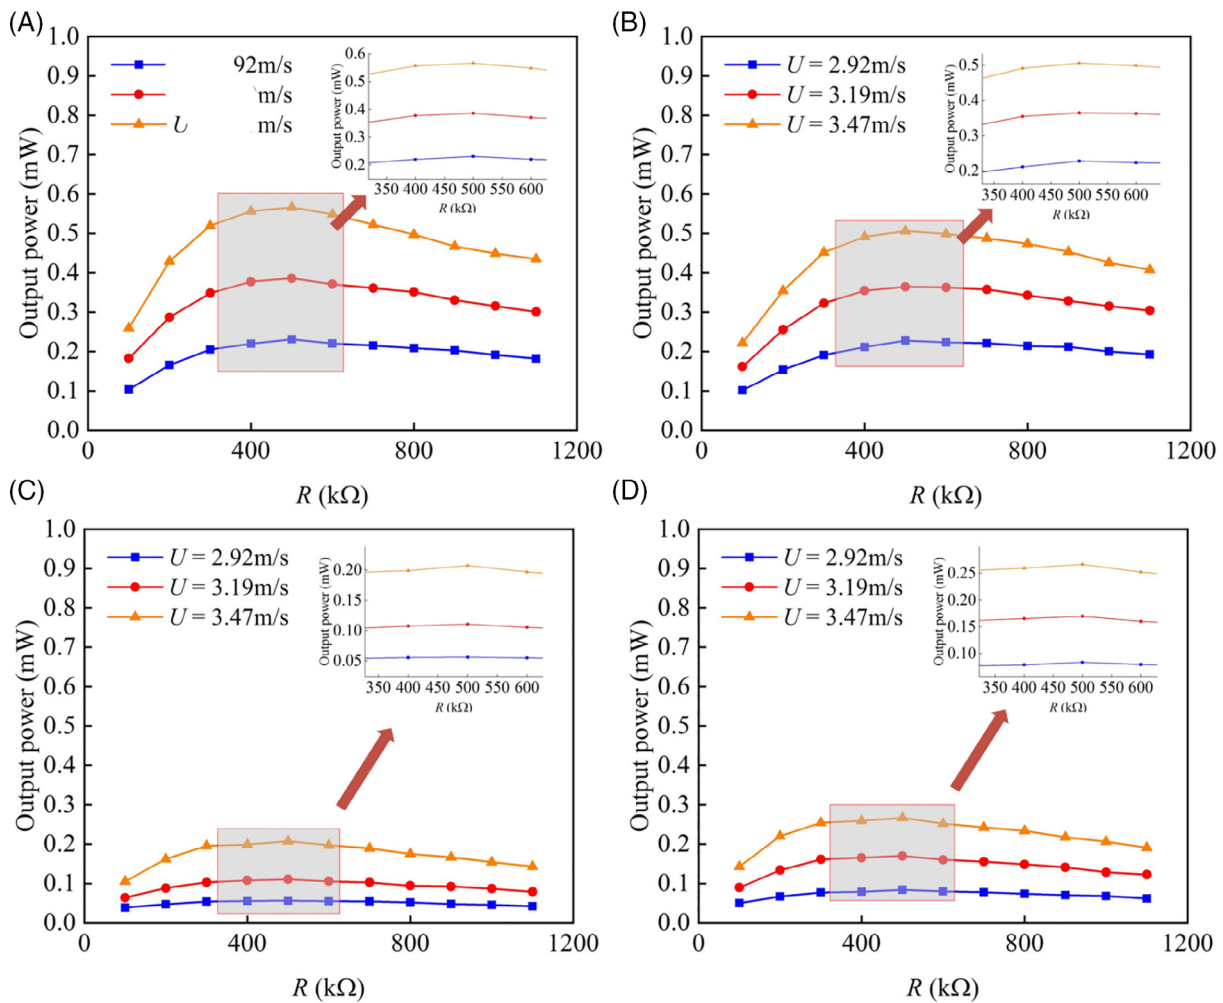 (A)
1.0
0.9
0.8
0.7
0.6
0.5
0.4
0.3
0.2
0.1
0.0
Output power (mW)
92m/s
m/s
U m/s
0.6
0.5
0.4
0.3
0.2
Output power (mW)
350 400 450 500 550 600
R (kΩ)
0 400 800 1200
R (kΩ)
(B)
1.0
0.9
0.8
0.7
0.6
0.5
0.4
0.3
0.2
0.1
0.0
Output power (mW)
U = 2.92m/s
U = 3.19m/s
U = 3.47m/s
0.5
0.4
0.3
0.2
Output power (mW)
350 400 450 500 550 600
R (kΩ)
0 400 800 1200
R (kΩ)
(C)
1.0
0.9
0.8
0.7
0.6
0.5
0.4
0.3
0.2
0.1
0.0
Output power (mW)
U = 2.92m/s
U = 3.19m/s
U = 3.47m/s
0.20
0.15
0.10
0.05
Output power (mW)
350 400 450 500 550 600
R (kΩ)
0 400 800 1200
R (kΩ)
(D)
1.0
0.9
0.8
0.7
0.6
0.5
0.4
0.3
0.2
0.1
0.0
Output power (mW)
U = 2.92m/s
U = 3.19m/s
U = 3.47m/s
0.25
0.20
0.15
0.10
Output power (mW)
350 400 450 500 550 600
R (kΩ)
0 400 800 1200
R (kΩ)